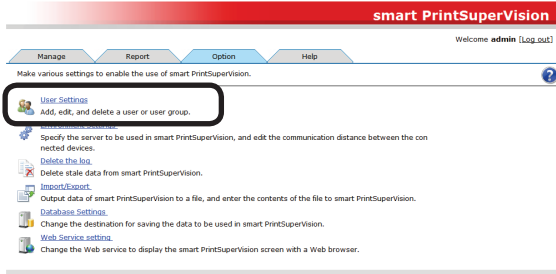 smart PrintSuperVision
Welcome admin [Log out]
Manage Report Option Help
Make various settings to enable the use of smart PrintSuperVision.
User Settings
Add, edit, and delete a user or user group.
Specify the server to be used in smart PrintSuperVision, and edit the communication distance between the con
nected devices.
Delete the log
Delete stale data from smart PrintSuperVision.
Import/Export
Output data of smart PrintSuperVision to a file, and enter the contents of the file to smart PrintSuperVision.
Database Settings
Change the destination for saving the data to be used in smart PrintSuperVision.
Web Service setting
Change the Web service to display the smart PrintSuperVision screen with a Web browser.